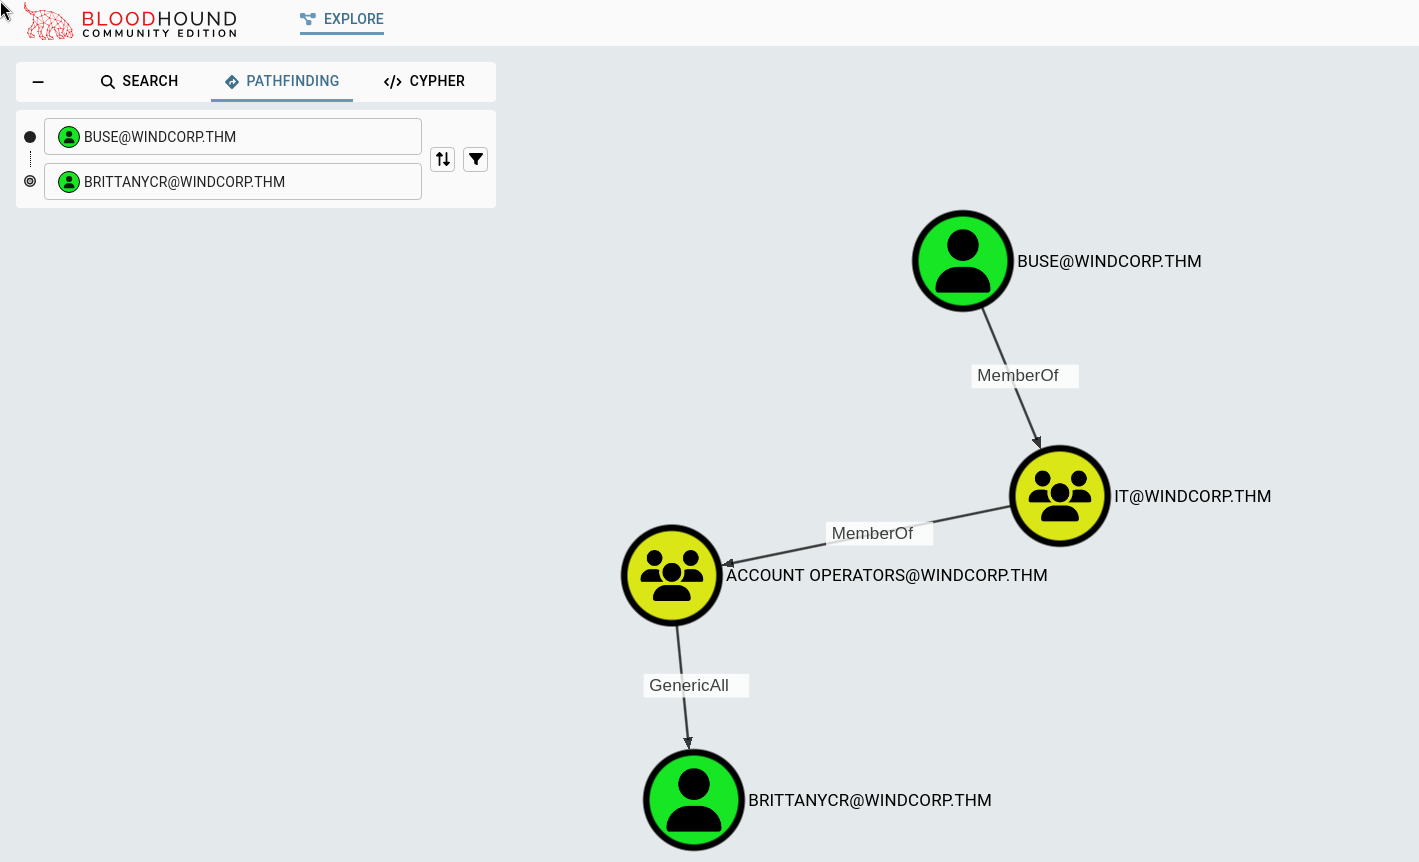 BLOODHOUND
COMMUNITY EDITION
EXPLORE
SEARCH
PATHFINDING
CYPHER
BUSE@WINDCORP.THM
BRITTANYCR@WINDCORP.THM
BUSE@WINDCORP.THM
MemberOf
IT@WINDCORP.THM
MemberOf
ACCOUNT OPERATORS@WINDCORP.THM
GenericAll
BRITTANYCR@WINDCORP.THM